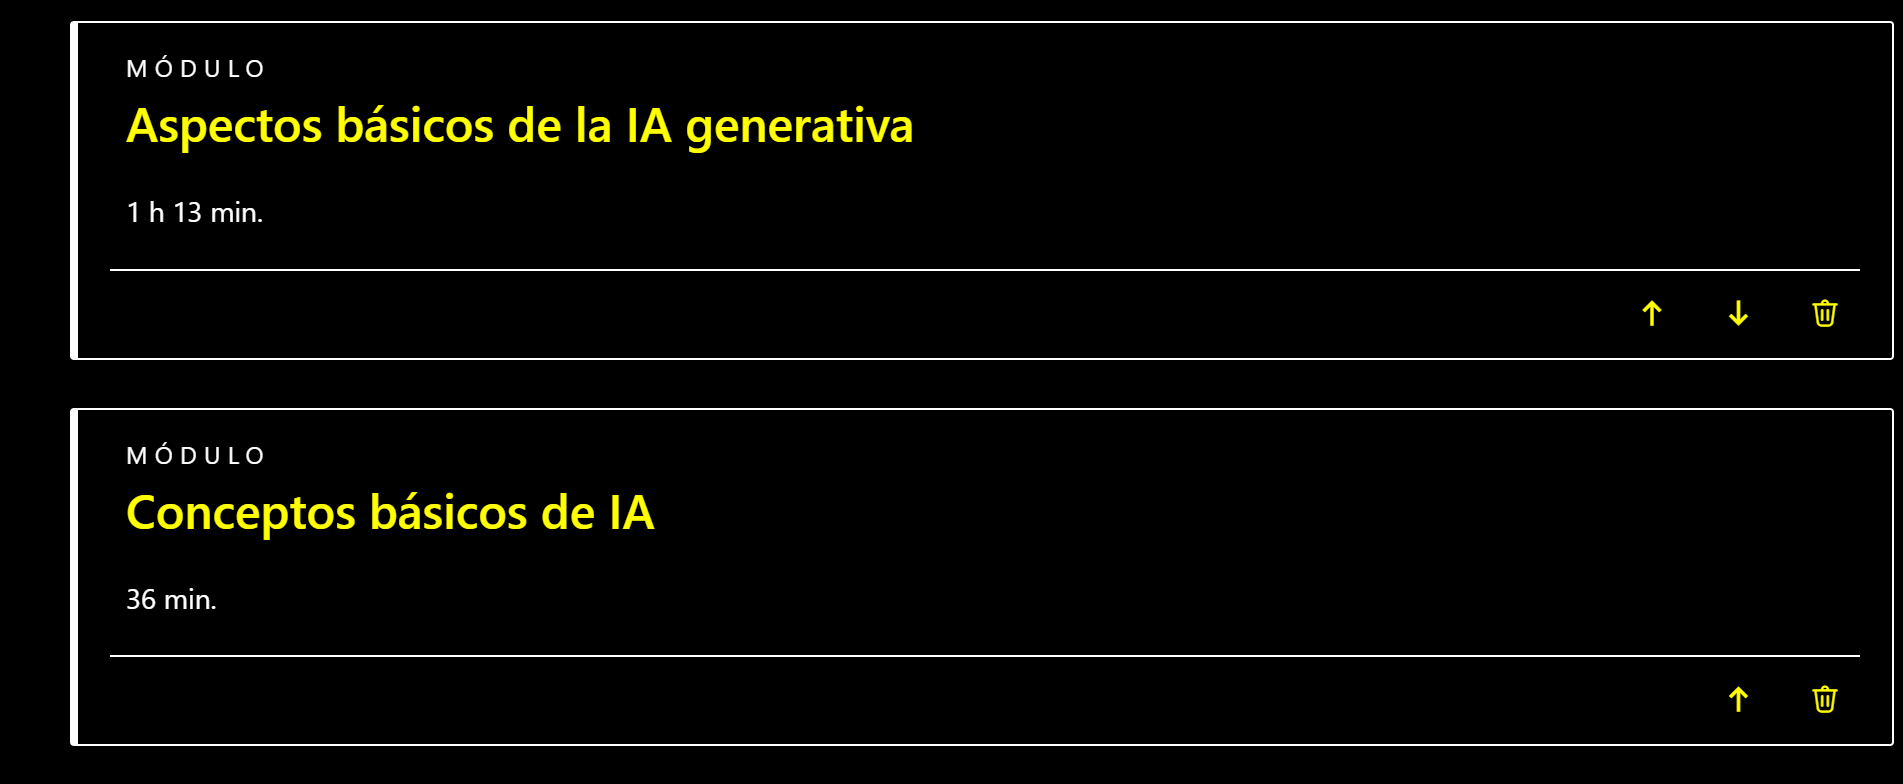 MÓDULO
Aspectos básicos de la IA generativa
1 h 13 min.
MÓDULO
Conceptos básicos de IA
36 min.